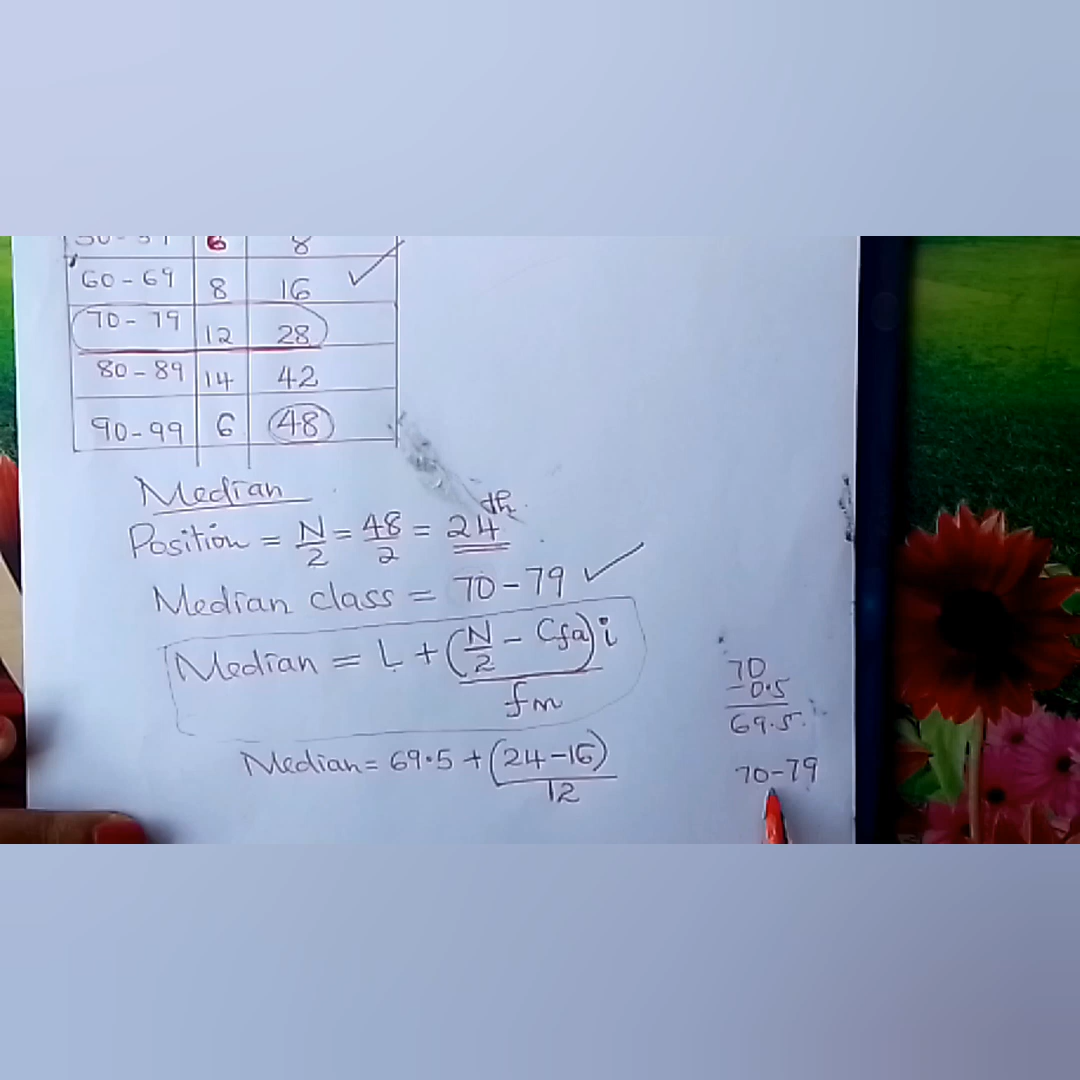 6 8
60-69 8 16
70-79 12 28
80-89 14 42
90-99 6 48
Median
Position = N/2 = 48/2 = 24th
Median class = 70-79
Median = L + (N/2 - Cfa)i / fm
70
-0.5
69.5
Median = 69.5 + (24-16) / 12
70-79